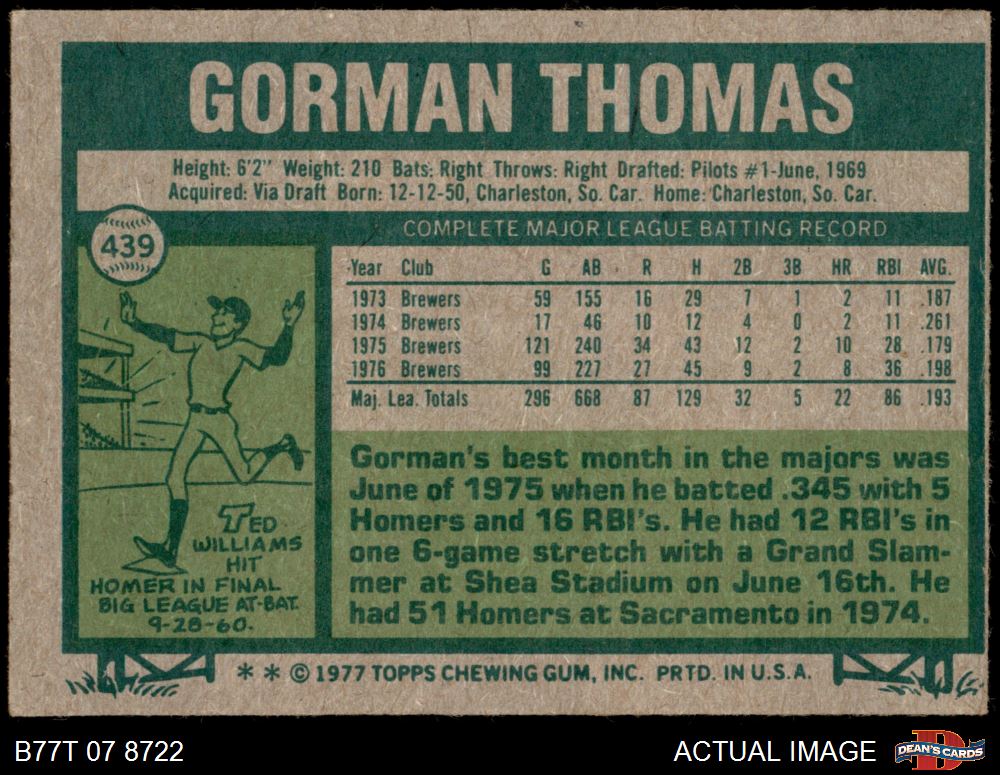 GORMAN THOMAS
Height: 6'2" Weight: 210 Bats: Right Throws: Right Drafted: Pilots #1-June, 1969
Acquired: Via Draft Born: 12-12-50, Charleston, So. Car. Home: Charleston, So. Car.
439
COMPLETE MAJOR LEAGUE BATTING RECORD
Year Club G AB R H 2B 3B HR RBI AVG.
1973 Brewers 59 155 16 29 7 1 2 11 .187
1974 Brewers 17 46 10 12 4 0 2 11 .261
1975 Brewers 121 240 34 43 12 2 10 28 .179
1976 Brewers 99 227 27 45 9 2 8 36 .198
Maj. Lea. Totals 296 668 87 129 32 5 22 86 .193
TED
WILLIAMS
HIT
HOMER IN FINAL
BIG LEAGUE AT-BAT.
9-28-60.
Gorman's best month in the majors was
June of 1975 when he batted .345 with 5
Homers and 16 RBI's. He had 12 RBI's in
one 6-game stretch with a Grand Slam-
mer at Shea Stadium on June 16th. He
had 51 Homers at Sacramento in 1974.
* * © 1977 TOPPS CHEWING GUM, INC. PRTD. IN U.S.A.
B77T 07 8722
ACTUAL IMAGE
D
DEAN'S CARDS